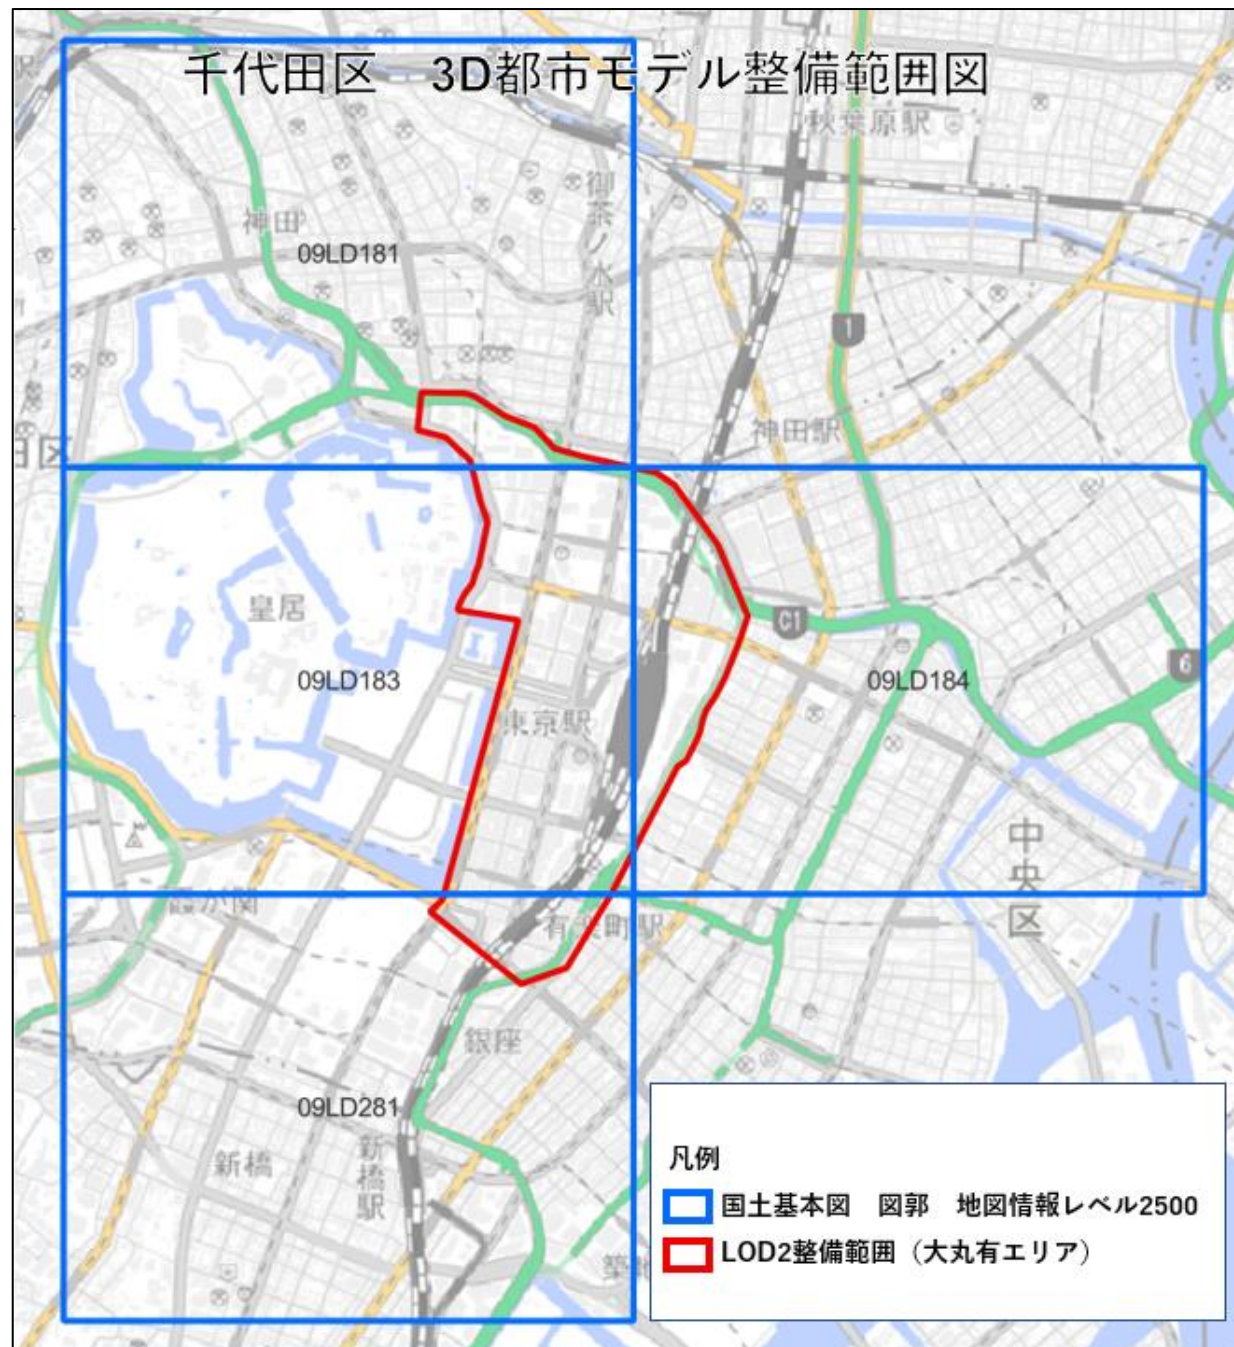 千代田区　3D都市モデル整備範囲図
秋葉原駅
神田
御茶ノ水駅
09LD181
1
神田駅
田区
皇居
C1
6
09LD183
09LD184
東京駅
中央区
霞が関
有楽町駅
銀座
09LD281
新橋
新橋駅
凡例
国土基本図　図郭　地図情報レベル2500
LOD2整備範囲（大丸有エリア）